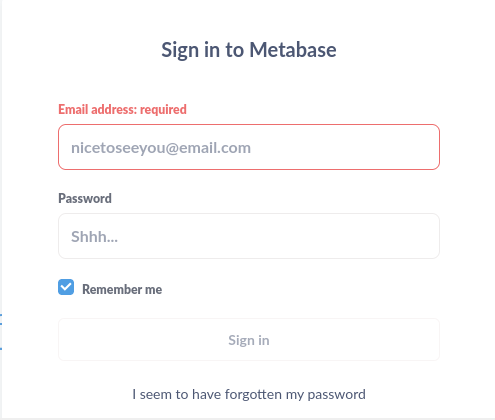 Sign in to Metabase
Email address: required
nicetoseeyou@email.com
Password
Shhh...
Remember me
Sign in
I seem to have forgotten my password